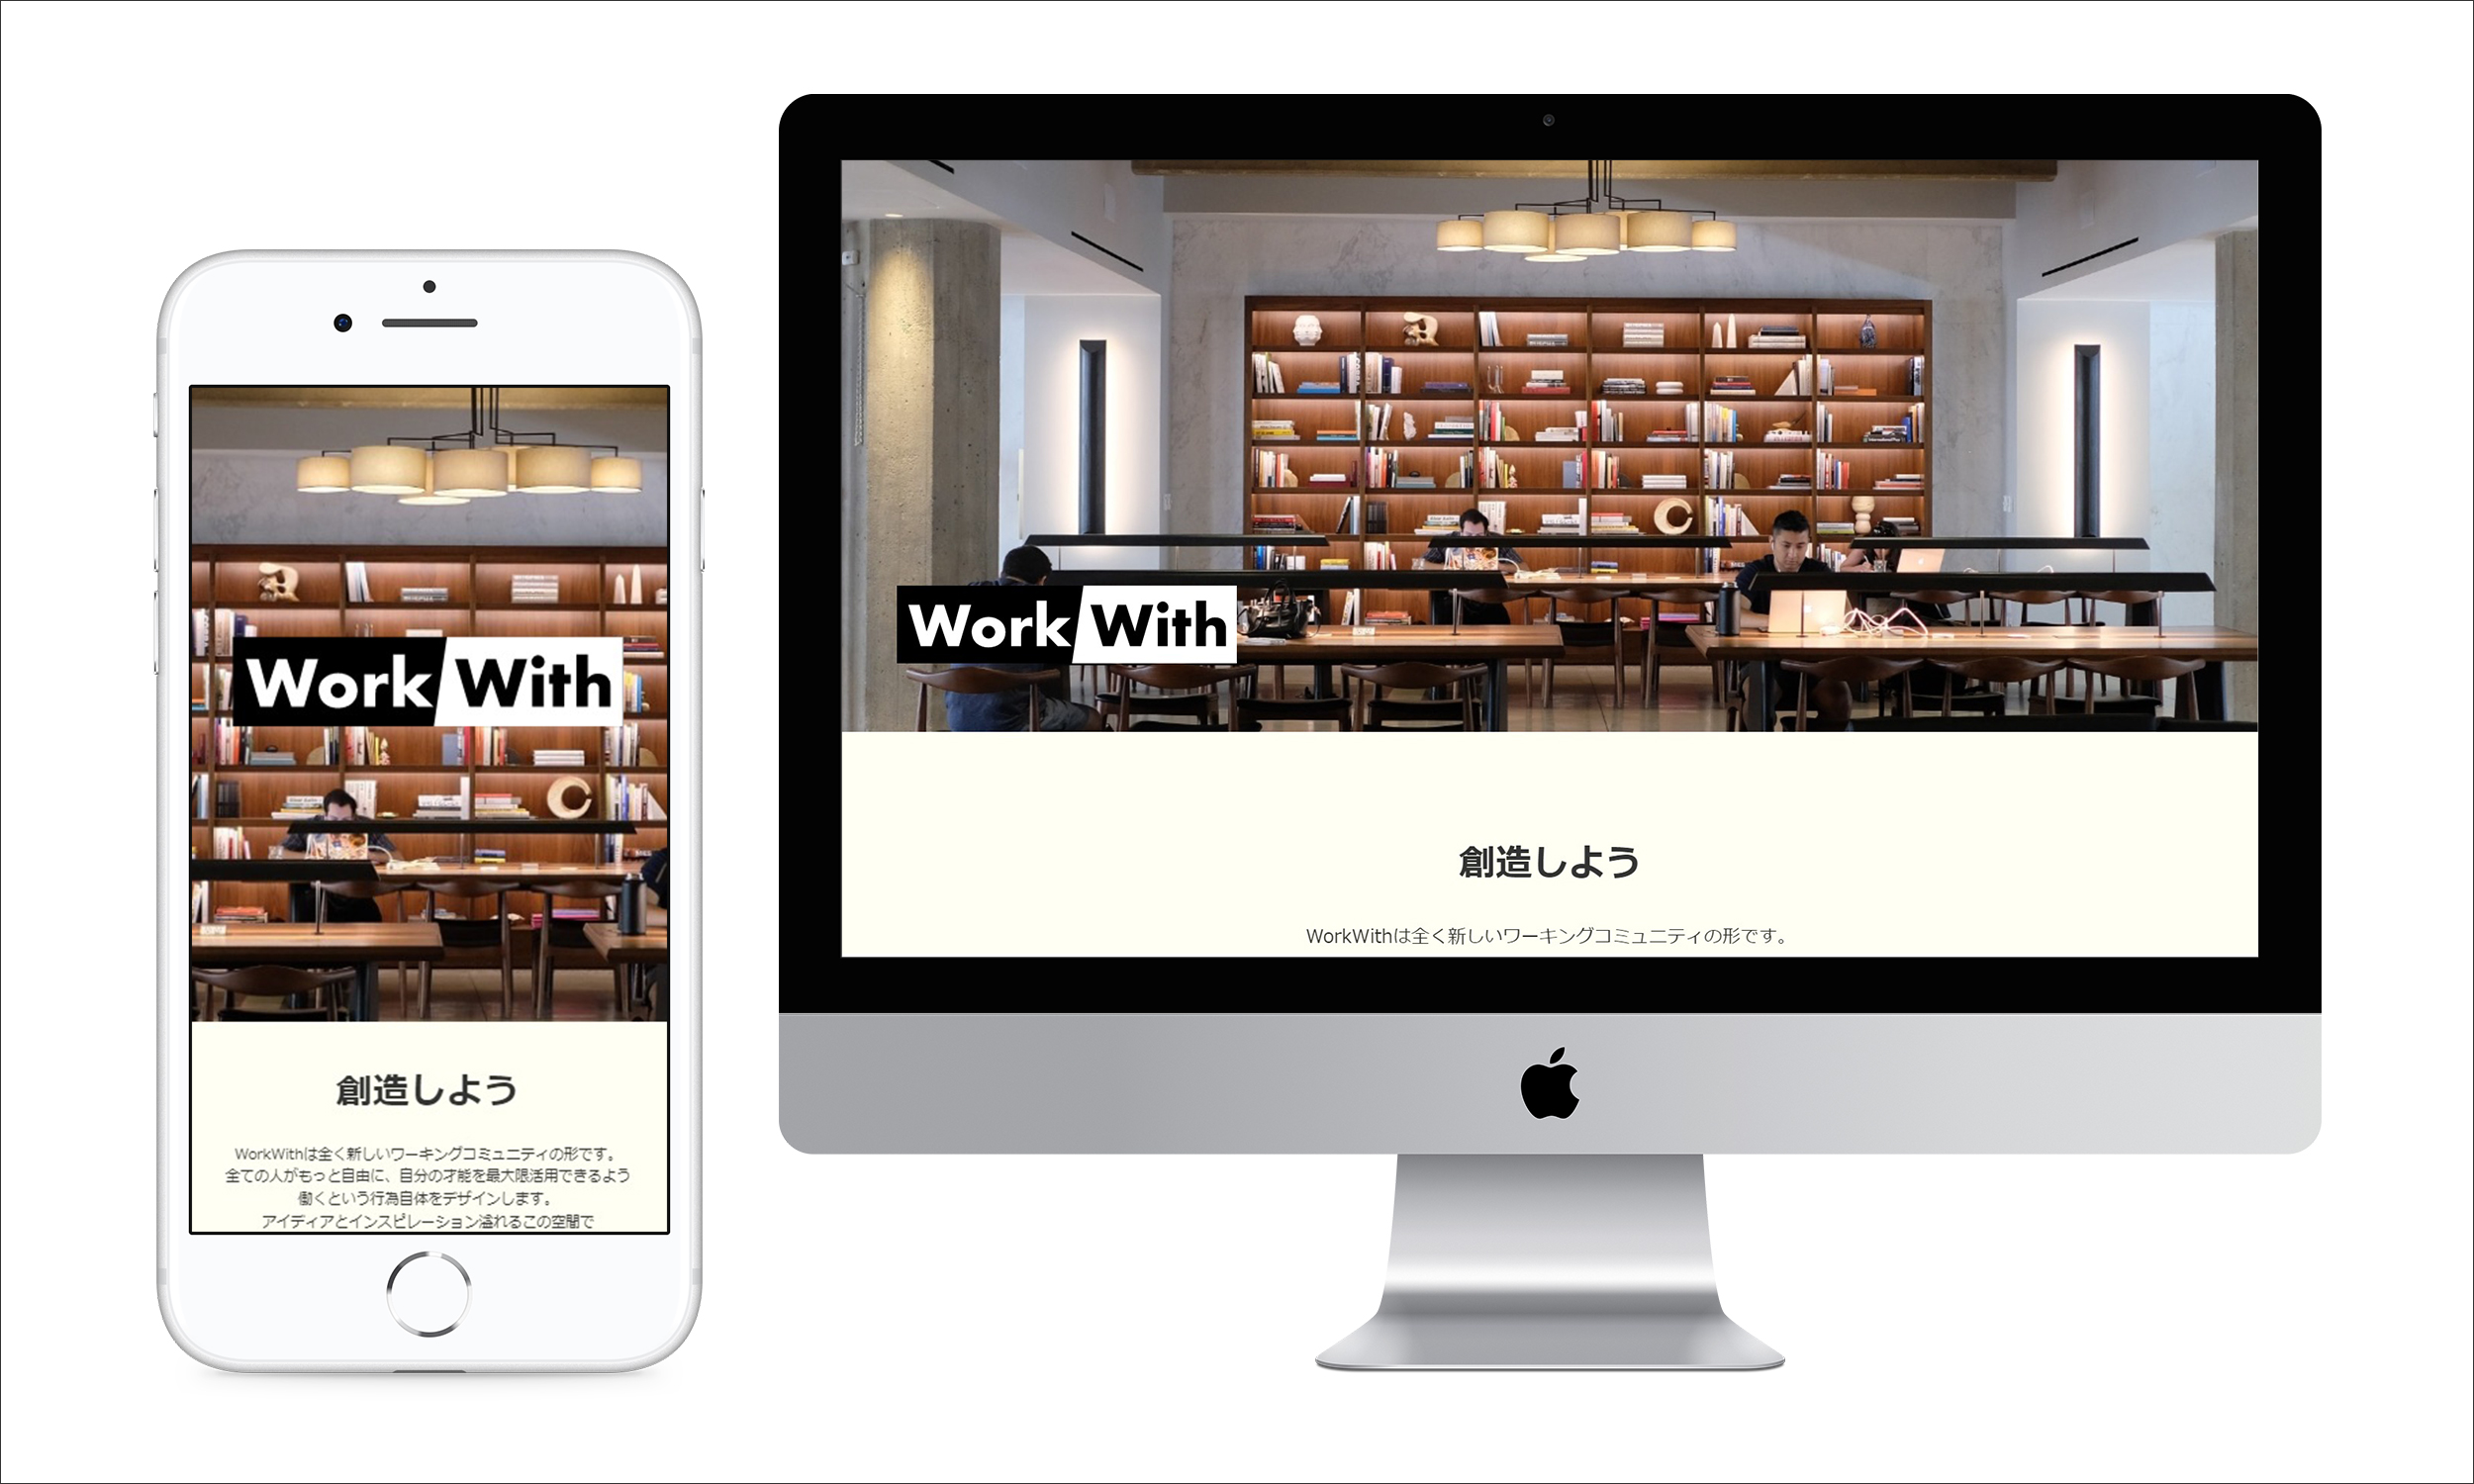 Work With
創造しよう
WorkWithは全く新しいワーキングコミュニティの形です。
全ての人がもっと自由に、自分の才能を最大限活用できるよう
働くという行為自体をデザインします。
アイディアとインスピレーション溢れるこの空間で
Work With
創造しよう
WorkWithは全く新しいワーキングコミュニティの形です。